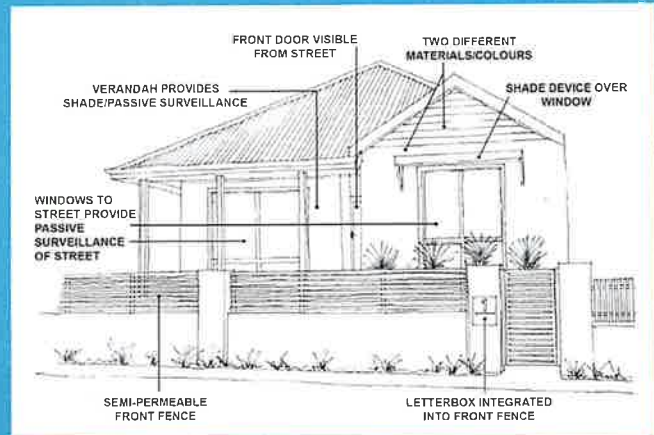 FRONT DOOR VISIBLE
FROM STREET
TWO DIFFERENT
MATERIALS/COLOURS
VERANDAH PROVIDES
SHADE/PASSIVE SURVEILLANCE
SHADE DEVICE OVER
WINDOW
WINDOWS TO
STREET PROVIDE
PASSIVE
SURVEILLANCE
OF STREET
SEMI-PERMEABLE
FRONT FENCE
LETTERBOX INTEGRATED
INTO FRONT FENCE